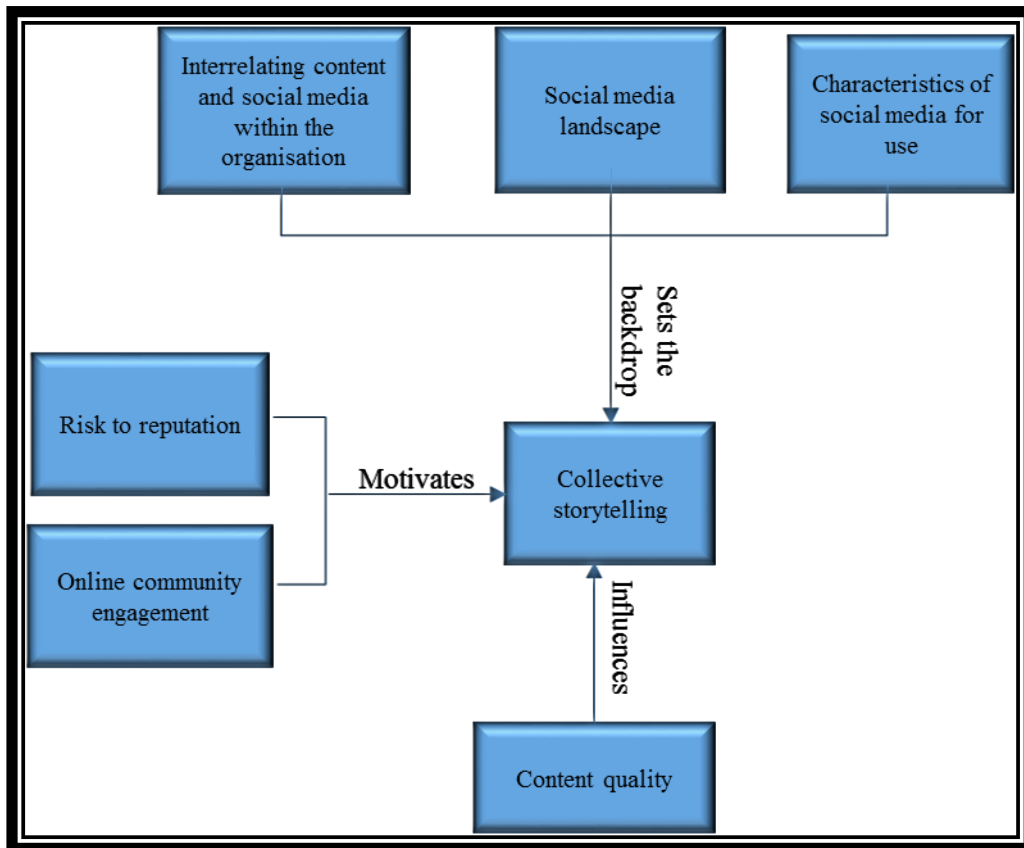 Interrelating content
and social media
within the
organisation
Social media
landscape
Characteristics of
social media for
use
Sets the
backdrop
Risk to reputation
Motivates
Collective
storytelling
Online community
engagement
Influences
Content quality